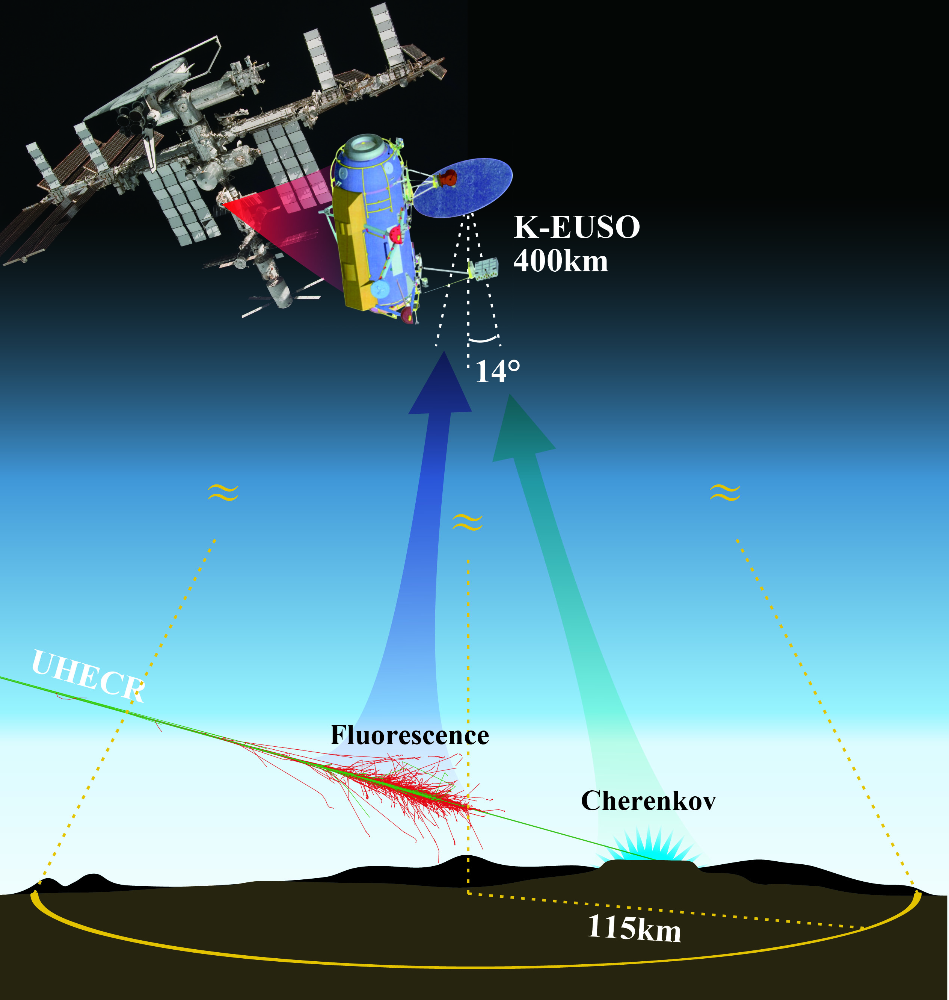 K-EUSO
400km
14°
UHECR
Fluorescence
Cherenkov
115km